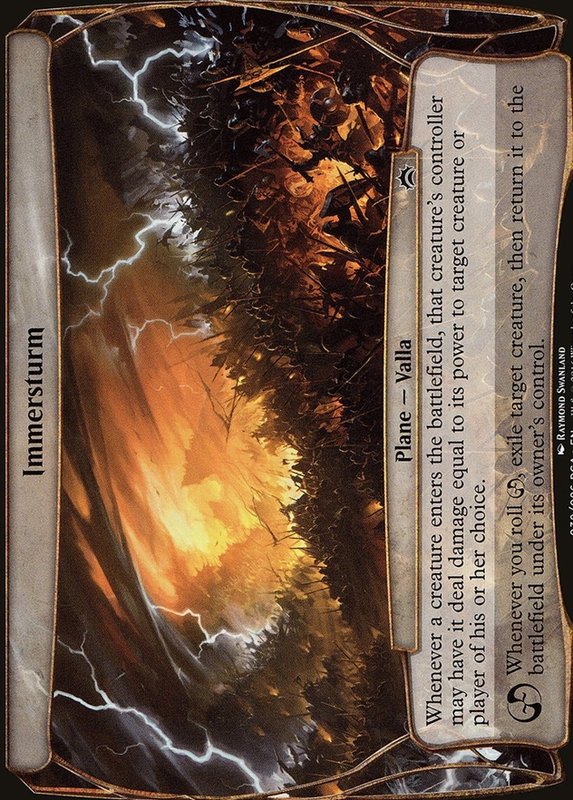 Immersturm
Plane — Valla
Whenever a creature enters the battlefield, that creature's controller
may have it deal damage equal to its power to target creature or
player of his or her choice.
Whenever you roll , exile target creature, then return it to the
battlefield under its owner's control.
RAYMOND SWANLAND